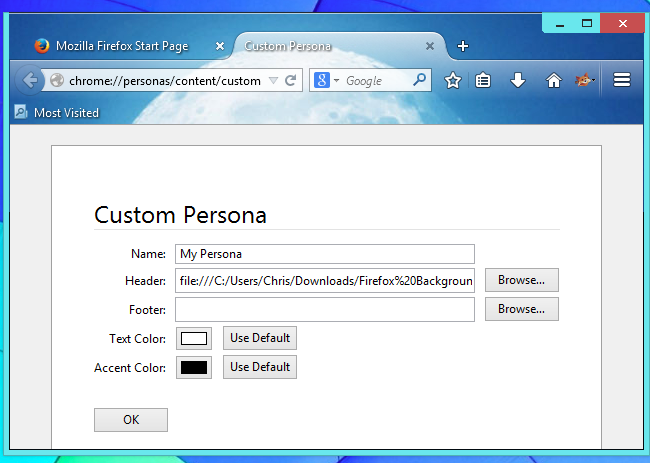 Mozilla Firefox Start Page
Custom Persona
chrome://personas/content/custom
Google
Most Visited
Custom Persona
Name: My Persona
Header: file:///C:/Users/Chris/Downloads/Firefox%20Backgroun Browse...
Footer: Browse...
Text Color: Use Default
Accent Color: Use Default
OK